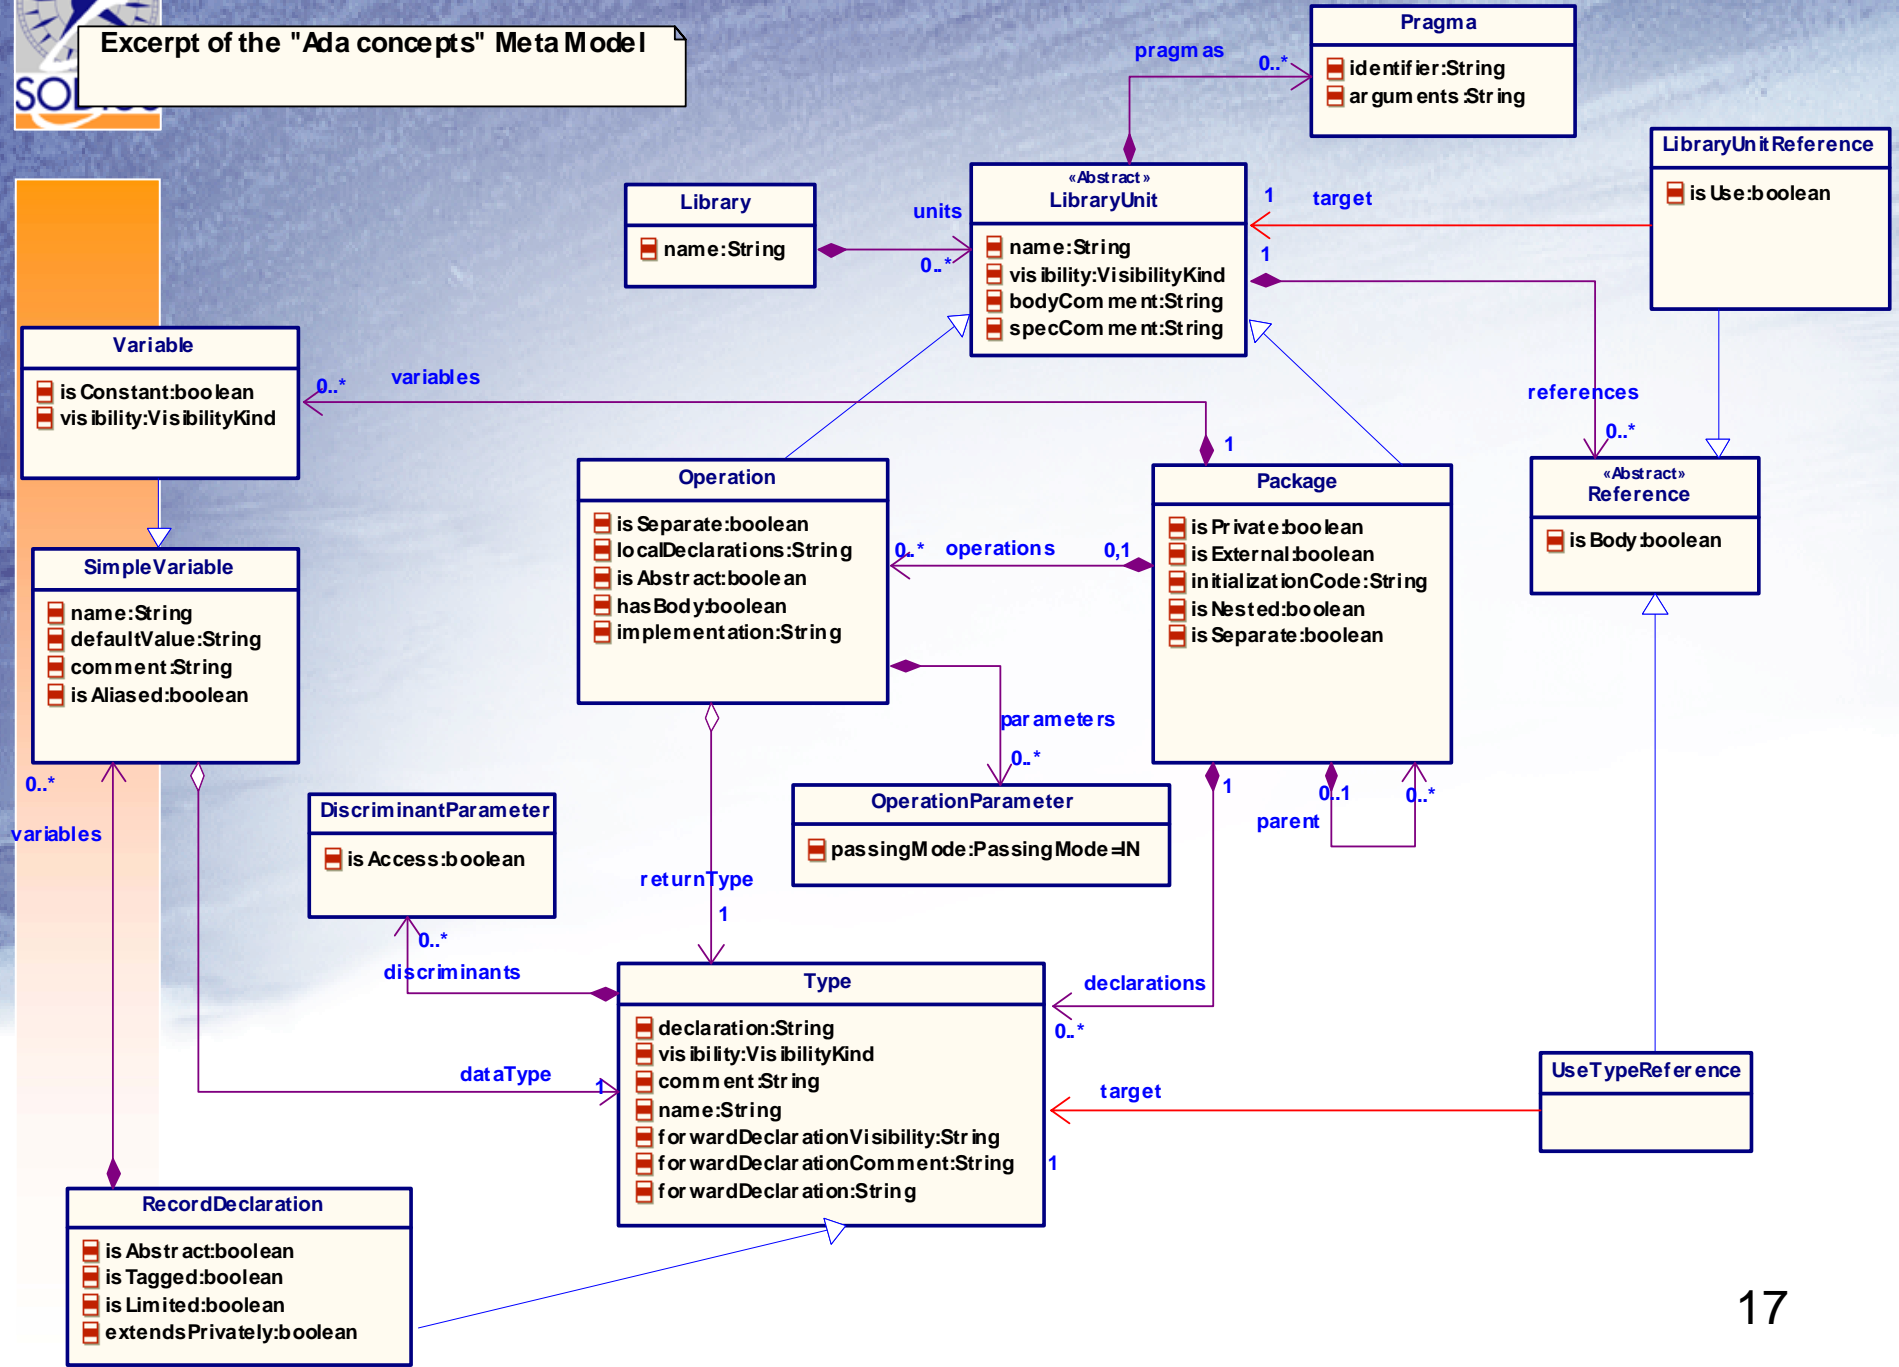 Excerpt of the "Ada concepts" Meta Model
Pragma
identifier:String
arguments:String
pragmas
0..*
LibraryUnitReference
isUse:boolean
«Abstract»
LibraryUnit
name:String
visibility:VisibilityKind
bodyComment:String
specComment:String
1
target
1
Library
name:String
units
0..*
Variable
isConstant:boolean
visibility:VisibilityKind
0..*
variables
references
0..*
1
Operation
isSeparate:boolean
localDeclarations:String
isAbstract:boolean
hasBody:boolean
implementation:String
0..*
operations
0,1
Package
isPrivate:boolean
isExternal:boolean
initializationCode:String
isNested:boolean
isSeparate:boolean
«Abstract»
Reference
isBody:boolean
SimpleVariable
name:String
defaultValue:String
comment:String
isAliased:boolean
0..*
variables
parameters
0..*
1
0..1
0..*
parent
DiscriminantParameter
isAccess:boolean
OperationParameter
passingMode:PassingMode=IN
returnType
1
0..*
discriminants
declarations
0..*
Type
declaration:String
visibility:VisibilityKind
comment:String
name:String
forwardDeclarationVisibility:String
forwardDeclarationComment:String
forwardDeclaration:String
dataType
1
target
1
UseTypeReference
RecordDeclaration
isAbstract:boolean
isTagged:boolean
isLimited:boolean
extendsPrivately:boolean
17